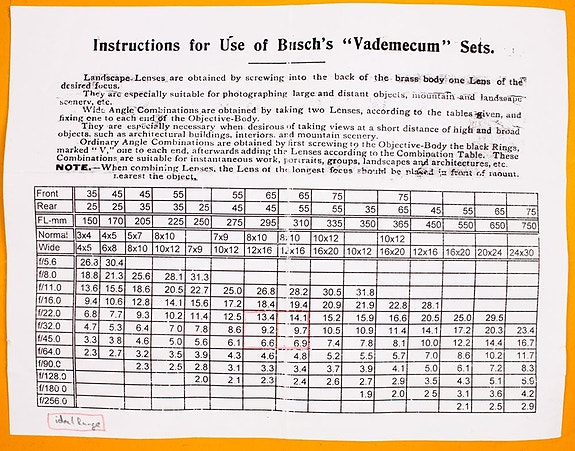 Instructions for Use of Busch's "Vademecum" Sets.
Landscape Lenses are obtained by screwing into the back of the brass body one Lens of the
desired focus.
They are especially suitable for photographing large and distant objects, mountain and landscape
scenery, etc.
Wide Angle Combinations are obtained by taking two Lenses, according to the tables given, and
fixing one to each end of the Objective-Body.
They are especially necessary when desirous of taking views at a short distance of high and broad
objects, such as architectural buildings, interiors, and mountain scenery.
Ordinary Angle Combinations are obtained by first screwing to the Objective-Body the black Rings,
marked "V," one to each end, afterwards adding the Lenses according to the Combination Table. These
Combinations are suitable for instantaneous work, portraits, groups, landscapes and architectures, etc.
NOTE.—When combining Lenses, the Lens of the longest focus should be placed in front of mount,
nearest the object.
Front 35 45 45 55 55 65 65 75 75
Rear 25 25 35 35 25 45 45 55 35 65 45 55 65 75
FL-mm 150 170 205 225 250 275 295 310 335 350 365 450 550 650 750
Normal 3x4 4x5 5x7 8x10 7x9 8x10 8x10 10x12 10x12
Wide 4x5 6x8 8x10 10x12 7x9 10x12 12x16 12x16 10x12 16x20 16x20 12x16 16x20 20x24 24x30
f/5.6 26.3 30.4
f/8.0 18.8 21.3 25.6 28.1 31.3
f/11.0 13.6 15.5 18.6 20.5 22.7 25.0 26.8 28.2 30.5 31.8
f/16.0 9.4 10.6 12.8 14.1 15.6 17.2 18.4 19.4 20.9 21.9 22.8 28.1
f/22.0 6.8 7.7 9.3 10.2 11.4 12.5 13.4 14.1 15.2 15.9 16.6 20.5 25.0 29.5
f/32.0 4.7 5.3 6.4 7.0 7.8 8.6 9.2 9.7 10.5 10.9 11.4 14.1 17.2 20.3 23.4
f/45.0 3.3 3.8 4.6 5.0 5.6 6.1 6.6 6.9 7.4 7.8 8.1 10.0 12.2 14.4 16.7
f/64.0 2.3 2.7 3.2 3.5 3.9 4.3 4.6 4.8 5.2 5.5 5.7 7.0 8.6 10.2 11.7
f/90.0 2.3 2.5 2.8 3.1 3.3 3.4 3.7 3.9 4.1 5.0 6.1 7.2 8.3
f/128.0 2.0 2.1 2.3 2.4 2.6 2.7 2.9 3.5 4.3 5.1 5.9
f/180.0 1.9 2.0 2.5 3.1 3.6 4.2
f/256.0 2.1 2.5 2.9
ideal Range